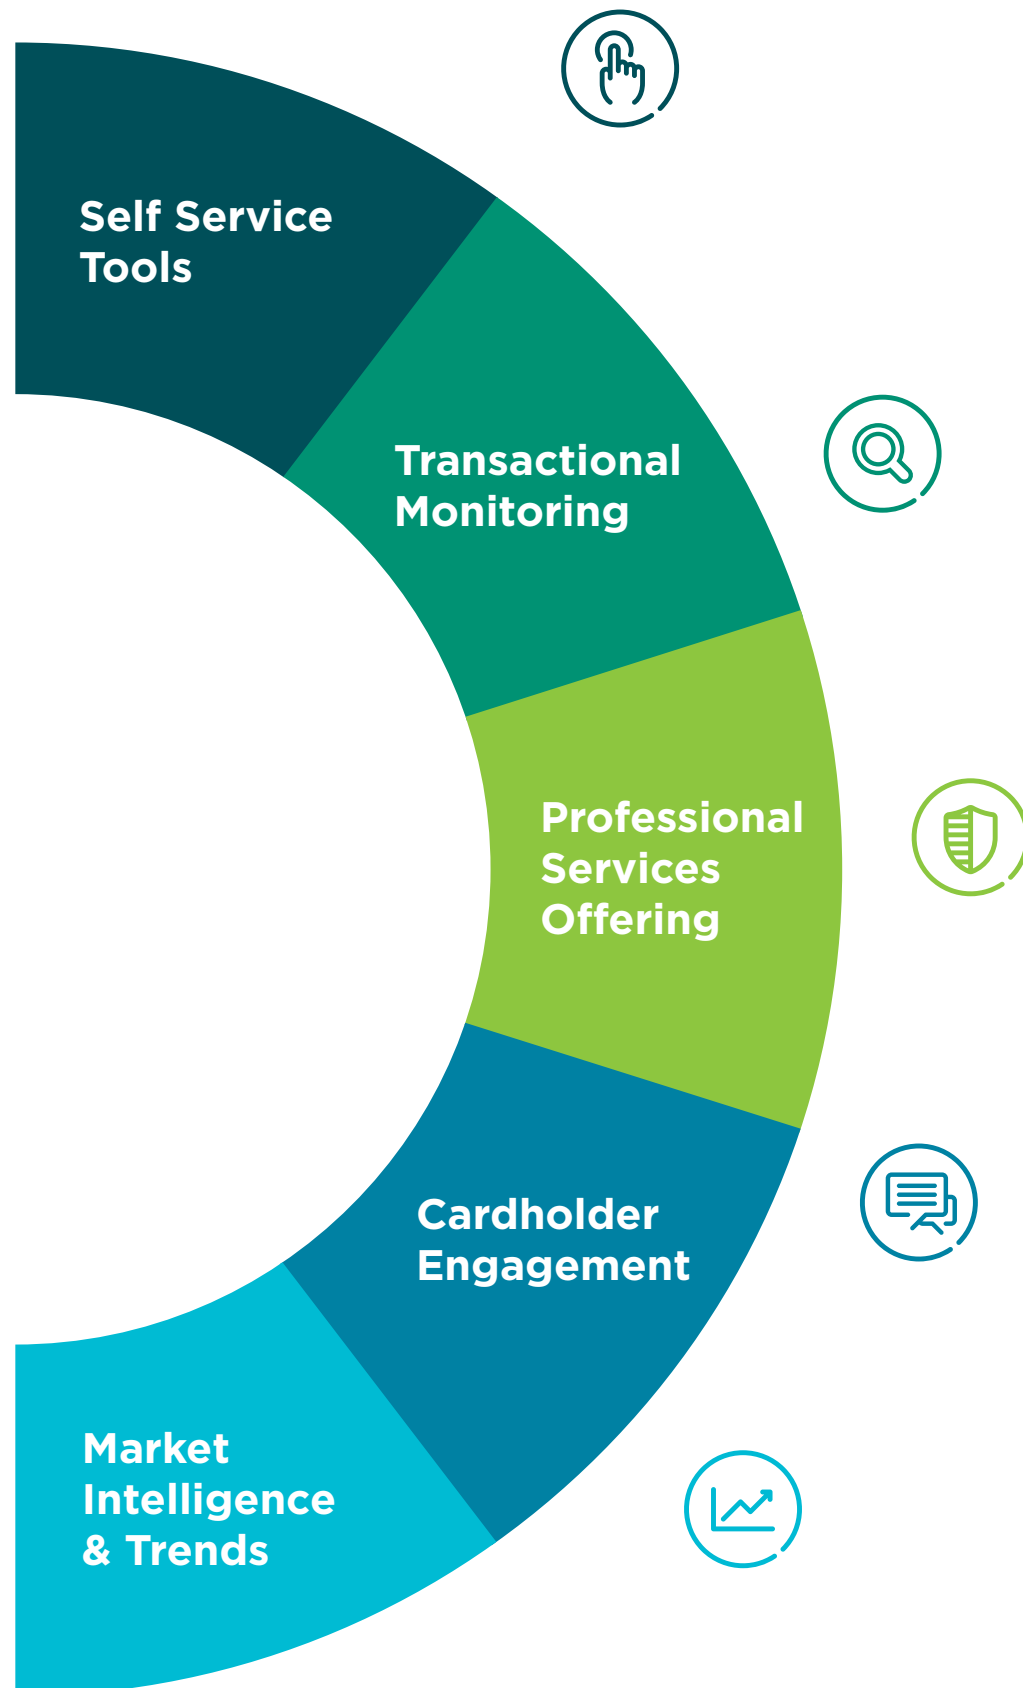 Self Service
Tools
Transactional
Monitoring
Professional
Services
Offering
Cardholder
Engagement
Market
Intelligence
& Trends